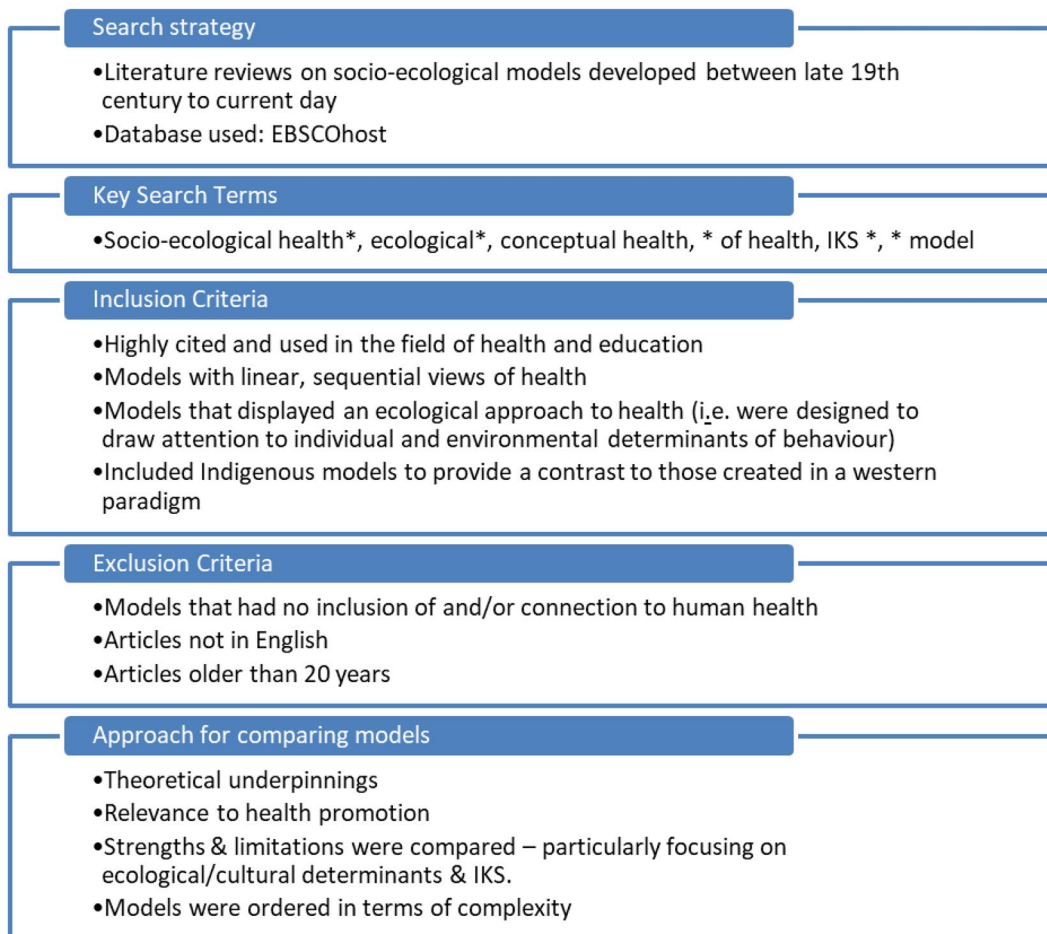 Search strategy
•Literature reviews on socio-ecological models developed between late 19th
century to current day
•Database used: EBSCOhost
Key Search Terms
•Socio-ecological health*, ecological*, conceptual health, * of health, IKS *, * model
Inclusion Criteria
•Highly cited and used in the field of health and education
•Models with linear, sequential views of health
•Models that displayed an ecological approach to health (i.e. were designed to
draw attention to individual and environmental determinants of behaviour)
•Included Indigenous models to provide a contrast to those created in a western
paradigm
Exclusion Criteria
•Models that had no inclusion of and/or connection to human health
•Articles not in English
•Articles older than 20 years
Approach for comparing models
•Theoretical underpinnings
•Relevance to health promotion
•Strengths & limitations were compared – particularly focusing on
ecological/cultural determinants & IKS.
•Models were ordered in terms of complexity